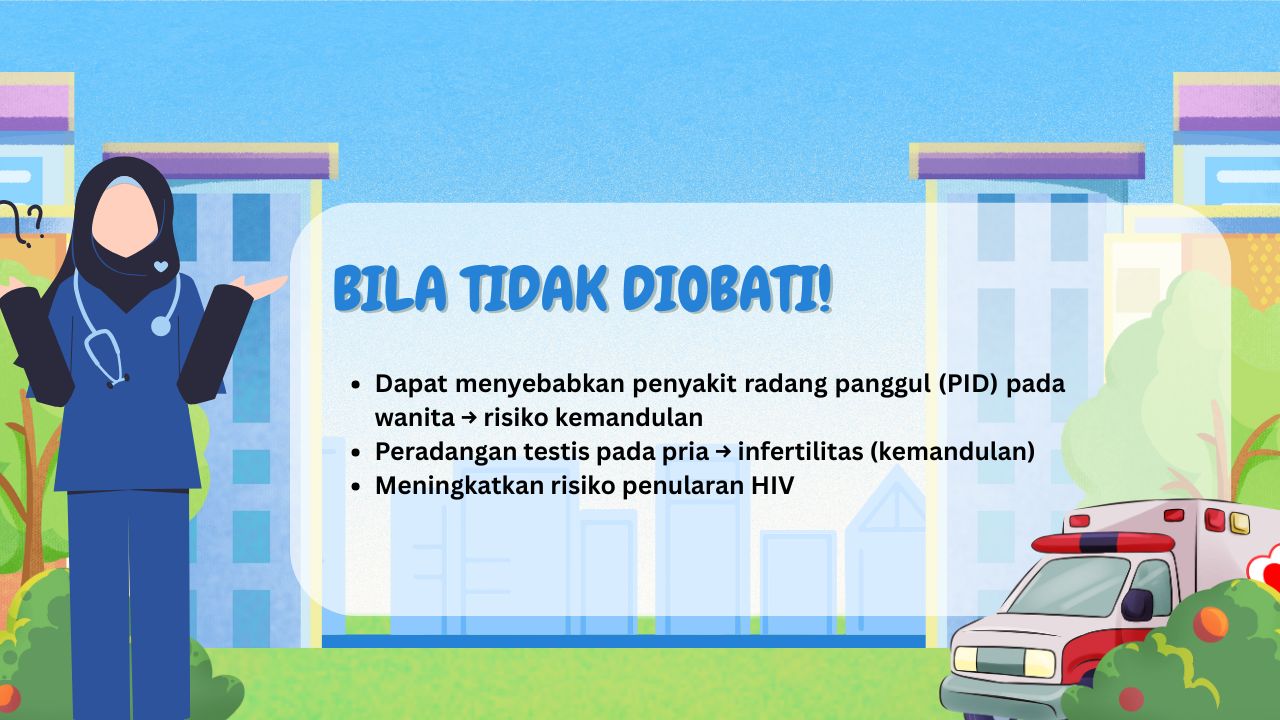 BILA TIDAK DIOBATI!
• Dapat menyebabkan penyakit radang panggul (PID) pada
wanita → risiko kemandulan
• Peradangan testis pada pria → infertilitas (kemandulan)
• Meningkatkan risiko penularan HIV